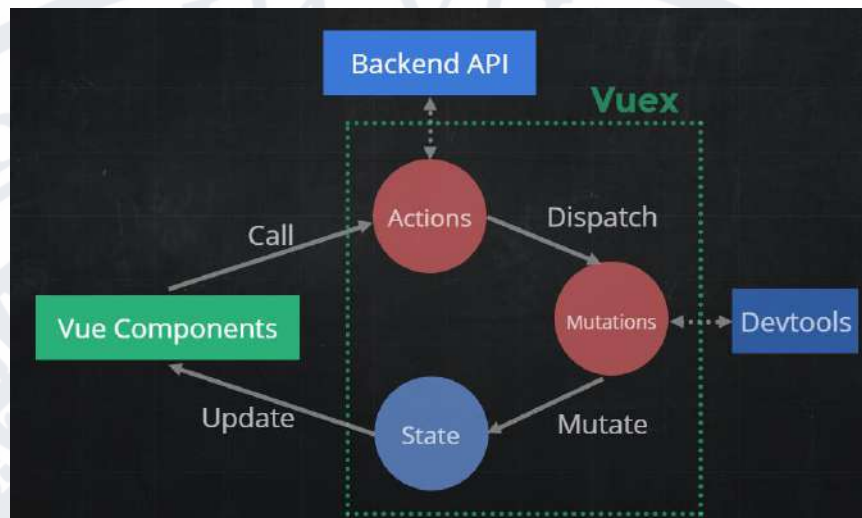 Backend API
Vuex
Actions
Dispatch
Call
Vue Components
Mutations
Devtools
Update
State
Mutate